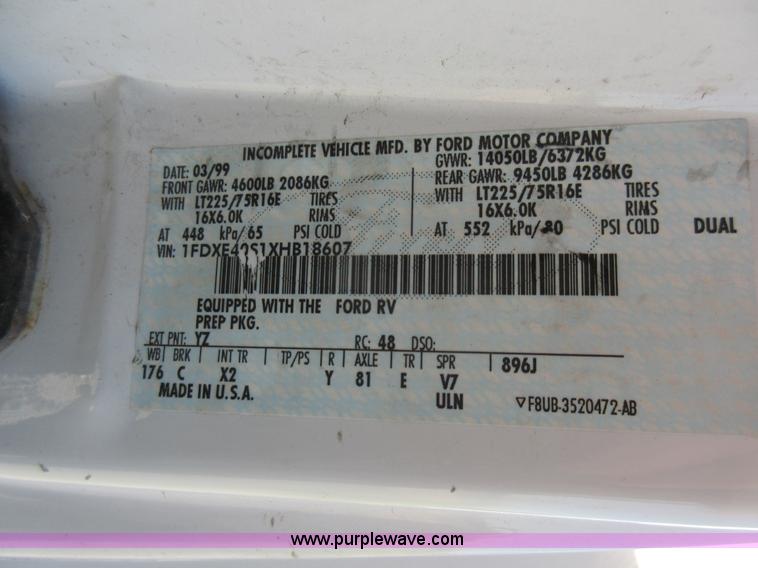 INCOMPLETE VEHICLE MFD. BY FORD MOTOR COMPANY
DATE: 03/99 GVWR: 14050LB/6372KG
FRONT GAWR: 4600LB 2086KG REAR GAWR: 9450LB 4286KG
WITH LT225/75R16E TIRES WITH LT225/75R16E TIRES
16X6.0K RIMS 16X6.0K RIMS
AT 448 kPa/65 PSI COLD AT 552 kPa/80 PSI COLD DUAL
VIN: 1FDXE40S1XHB18607
EQUIPPED WITH THE FORD RV
PREP PKG.
EXT PNT: YZ RC: 48 DSO:
WB BRK INT TR TP/PS R AXLE TR SPR 896J
176 C X2 Y 81 E V7
MADE IN U.S.A. ULN ▽F8UB-3520472-AB
www.purplewave.com